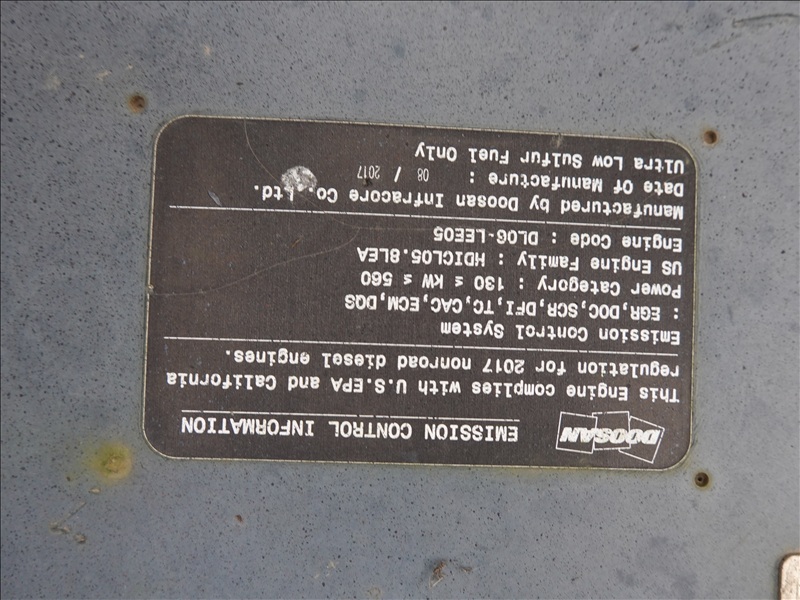 DOOSAN EMISSION CONTROL INFORMATION
This Engine complies with U.S.EPA and California
regulation for 2017 nonroad diesel engines.
Emission Control System
: EGR,DOC,SCR,DFI,TC,CAC,ECM,DQS
Power Category : 130 ≤ kW ≤ 560
US Engine Family : HDICL05.8LEA
Engine Code : DL06-LEE05
Manufactured by Doosan Infracore Co.,Ltd.
Date Of Manufacture : 08 / 2017
Ultra Low Sulfur Fuel Only